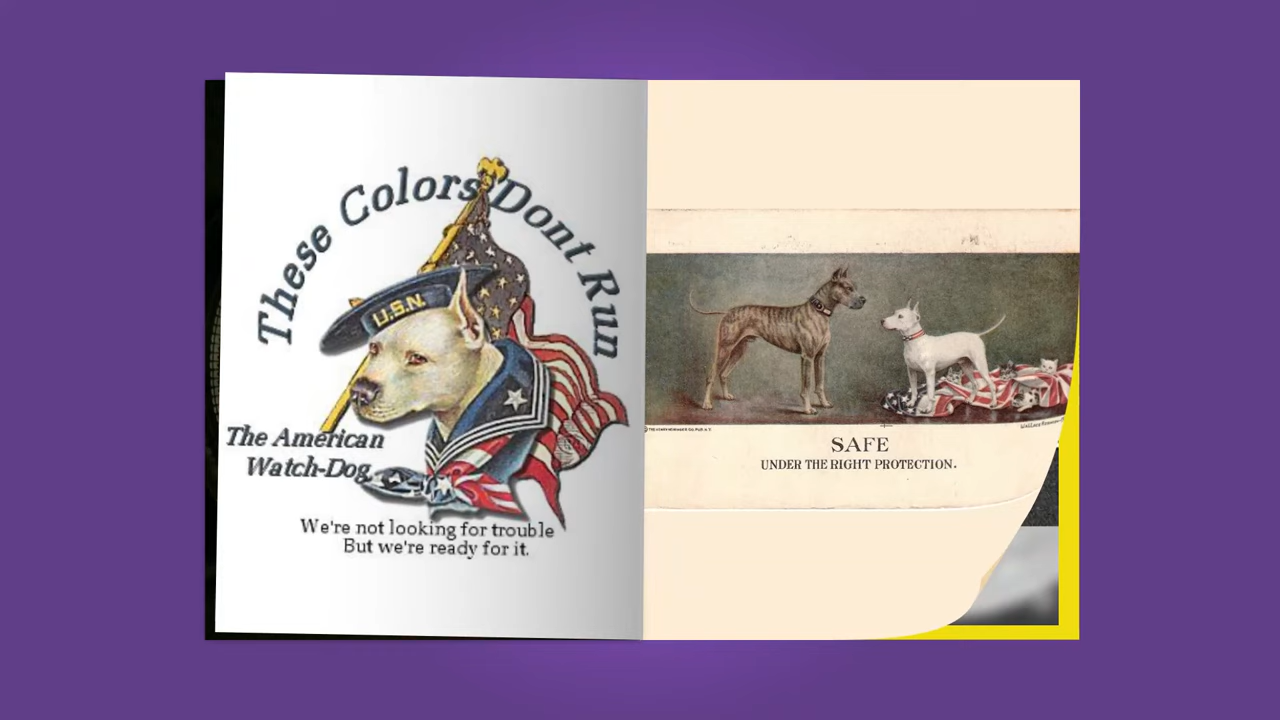 These Colors Dont Run
U.S.N.
The American
Watch-Dog
We're not looking for trouble
But we're ready for it.
SAFE
UNDER THE RIGHT PROTECTION.